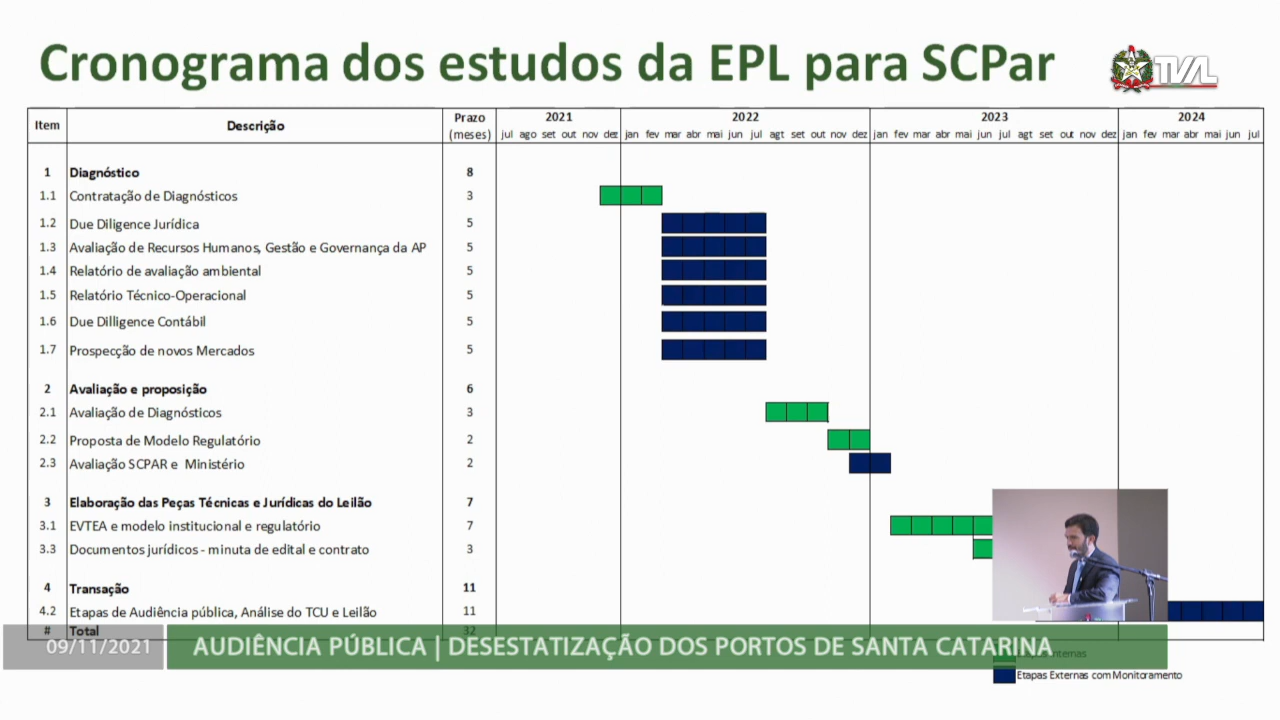 Cronograma dos estudos da EPL para SCPar
TVAL
Item Descrição Prazo (meses) 2021 2022 2023 2024
jul ago set out nov dez jan fev mar abr mai jun jul agt set out nov dez jan fev mar abr mai jun jul agt set out nov dez jan fev mar abr mai jun jul
1 Diagnóstico 8
1.1 Contratação de Diagnósticos 3
1.2 Due Diligence Jurídica 5
1.3 Avaliação de Recursos Humanos, Gestão e Governança da AP 5
1.4 Relatório de avaliação ambiental 5
1.5 Relatório Técnico-Operacional 5
1.6 Due Dilligence Contábil 5
1.7 Prospecção de novos Mercados 5
2 Avaliação e proposição 6
2.1 Avaliação de Diagnósticos 3
2.2 Proposta de Modelo Regulatório 2
2.3 Avaliação SCPAR e Ministério 2
3 Elaboração das Peças Técnicas e Jurídicas do Leilão 7
3.1 EVTEA e modelo institucional e regulatório 7
3.3 Documentos jurídicos - minuta de edital e contrato 3
4 Transação 11
4.2 Etapas de Audiência pública, Análise do TCU e Leilão 11
# Total 32
09/11/2021 AUDIÊNCIA PÚBLICA | DESESTATIZAÇÃO DOS PORTOS DE SANTA CATARINA
Etapas Externas com Monitoramento